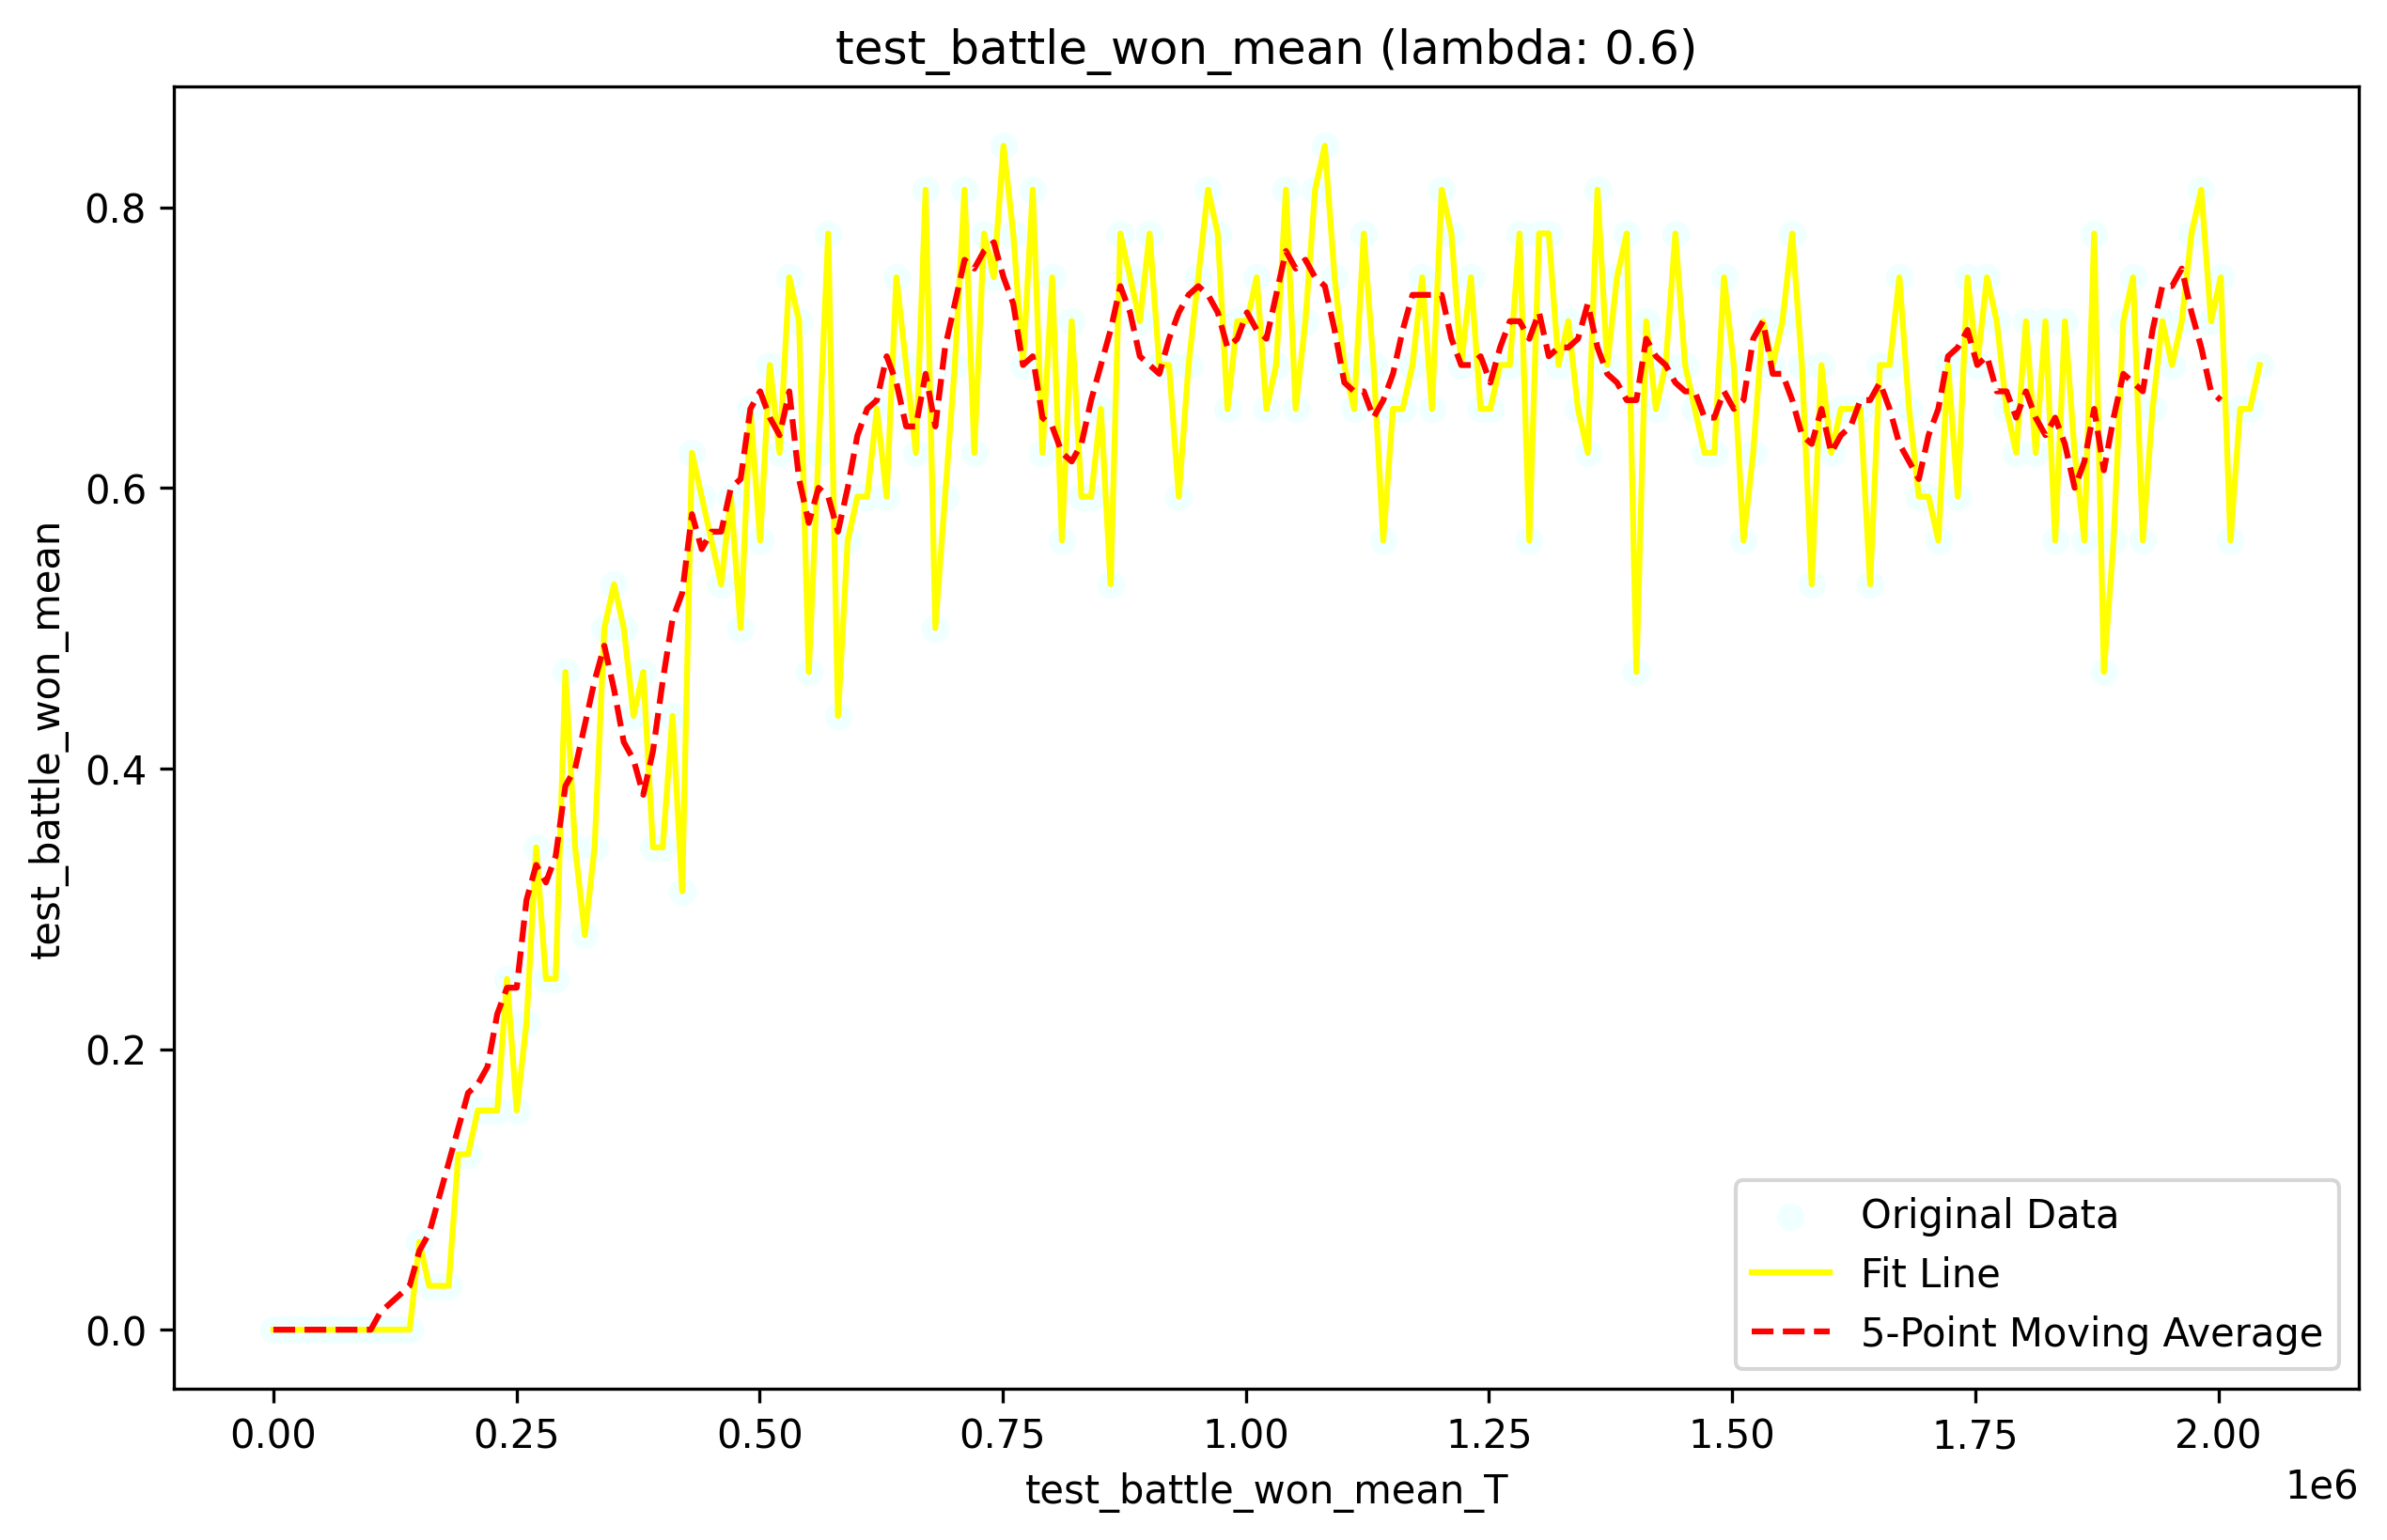 test_battle_won_mean (lambda: 0.6)
test_battle_won_mean
0.8
0.6
0.4
0.2
0.0
Original Data
Fit Line
5-Point Moving Average
0.00 0.25 0.50 0.75 1.00 1.25 1.50 1.75 2.00
1e6
test_battle_won_mean_T